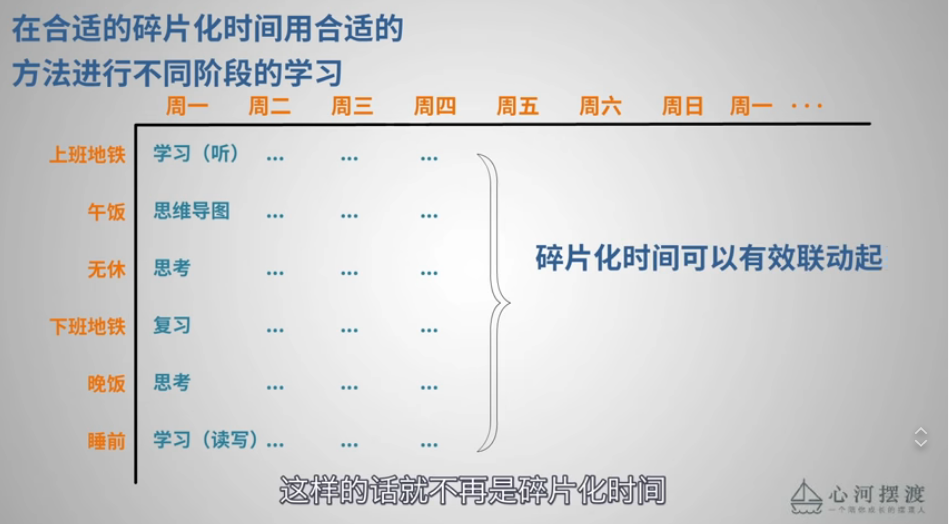 在合适的碎片化时间用合适的
方法进行不同阶段的学习
周一 周二 周三 周四 周五 周六 周日 周一 ...
上班地铁 学习（听） ... ... ...
午饭 思维导图 ... ... ...
无休 思考 ... ... ...
碎片化时间可以有效联动起
下班地铁 复习 ... ... ...
晚饭 思考 ... ... ...
睡前 学习（读写） ... ... ...
这样的话就不再是碎片化时间
心河摆渡
一个陪你成长的摆渡人